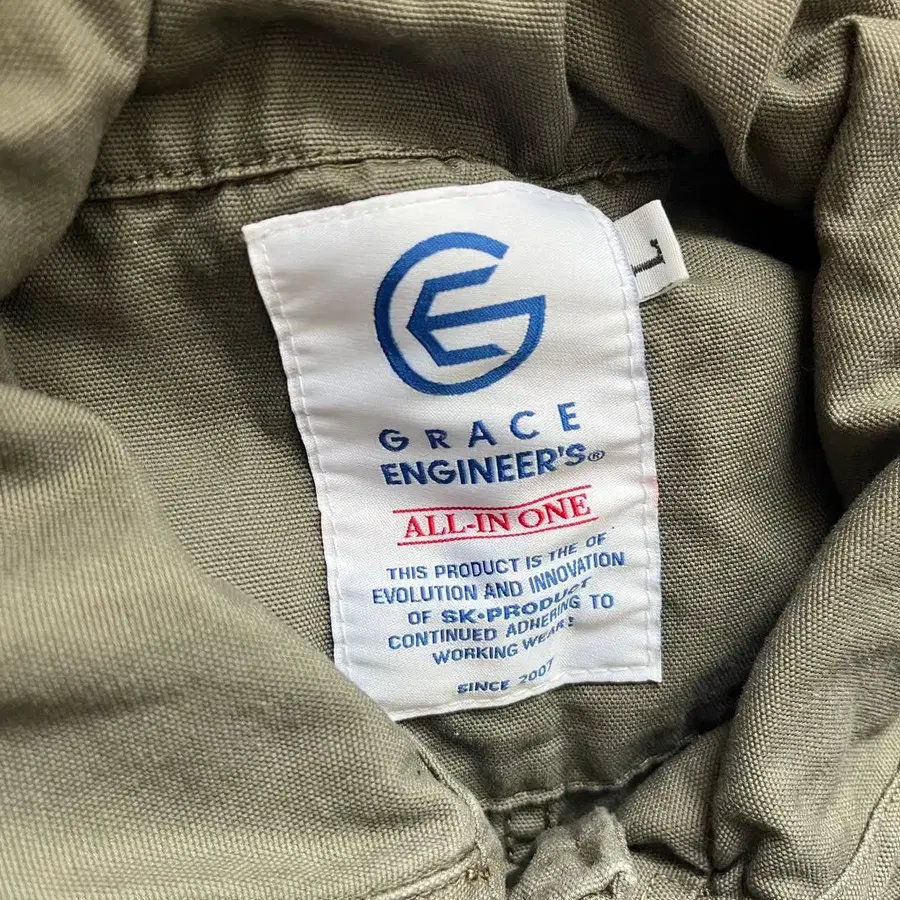 GE
L
GRACE
ENGINEER'S®
ALL-IN ONE
THIS PRODUCT IS THE OF
EVOLUTION AND INNOVATION
OF SK•PRODUCT
CONTINUED ADHERING TO
WORKING WEAR!
SINCE 2007